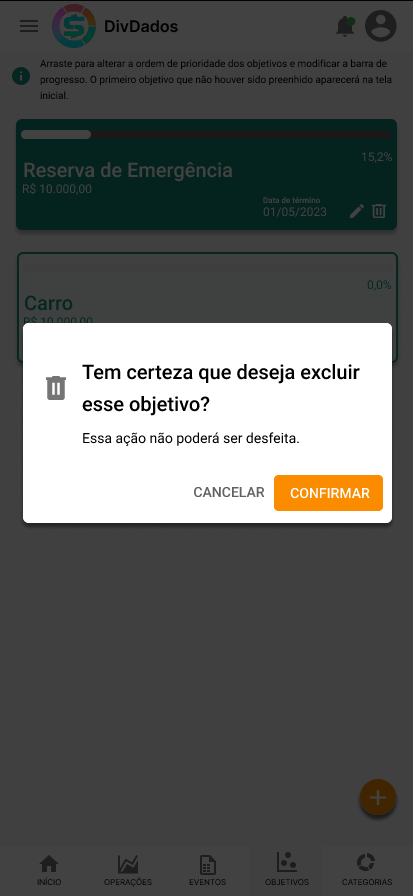 DivDados
Arraste para alterar a ordem de prioridade dos objetivos e modificar a barra de
progresso. O primeiro objetivo que não houver sido preenhido aparecerá na tela
inicial.
15,2%
Reserva de Emergência
R$ 10.000,00
Data de término
01/05/2023
0,0%
Carro
R$ 10.000,00
Tem certeza que deseja excluir
esse objetivo?
Essa ação não poderá ser desfeita.
CANCELAR CONFIRMAR
INÍCIO OPERAÇÕES EVENTOS OBJETIVOS CATEGORIAS